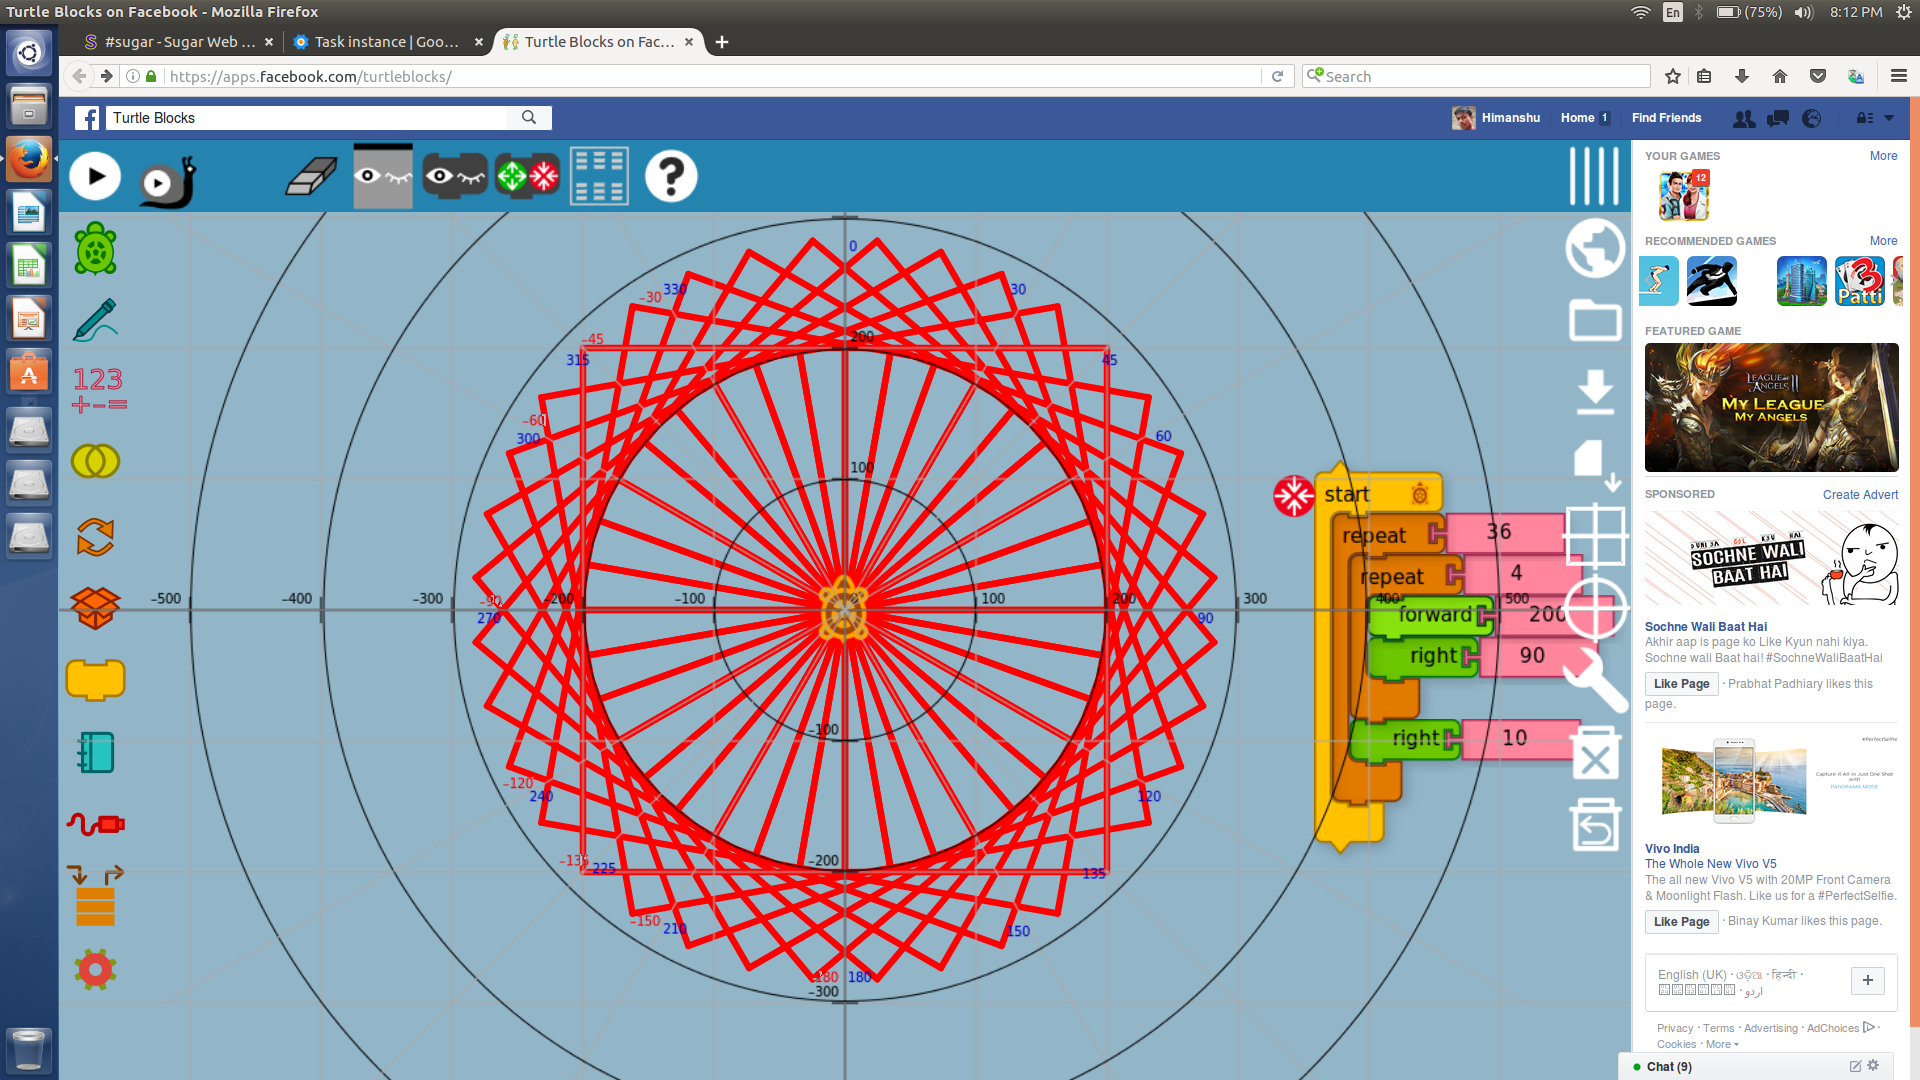 Turtle Blocks on Facebook - Mozilla Firefox
En (75%) 8:12 PM
#sugar - Sugar Web ... Task instance | Goo... Turtle Blocks on Fac...
https://apps.facebook.com/turtleblocks/ Search
Turtle Blocks
Himanshu Home 1 Find Friends
0
330 30
-30
-45 200
315 45
-60
300 60
100
-500 -400 -300 -90 -200 -100 0 100 200 300 400 500
270 90
-100
-120
240 120
-200
-135 225 135
-150
210 150
-180 180
-300
123
+-=
start
repeat 36
repeat 4
forward 200
right 90
right 10
YOUR GAMES More
12
RECOMMENDED GAMES More
3 Patti
FEATURED GAME
LEAGUE of ANGELS II
MY LEAGUE
MY ANGELS
SPONSORED Create Advert
DUNIYA GOL KYU HAI
SOCHNE WALI
BAAT HAI
Sochne Wali Baat Hai
Akhir aap is page ko Like Kyun nahi kiya.
Sochne wali Baat hai! #SochneWaliBaatHai
Like Page · Prabhat Padhiary likes this
page.
#PerfectSelfie
Capture it All in Just One Shot
with
PANORAMA MODE
Vivo India
The Whole New Vivo V5
The all new Vivo V5 with 20MP Front Camera
& Moonlight Flash. Like us for a #PerfectSelfie.
Like Page · Binay Kumar likes this page.
English (UK) · ଓଡ଼ିଆ · हिन्दी ·
اردو
Privacy · Terms · Advertising · AdChoices ·
Cookies · More
Chat (9)